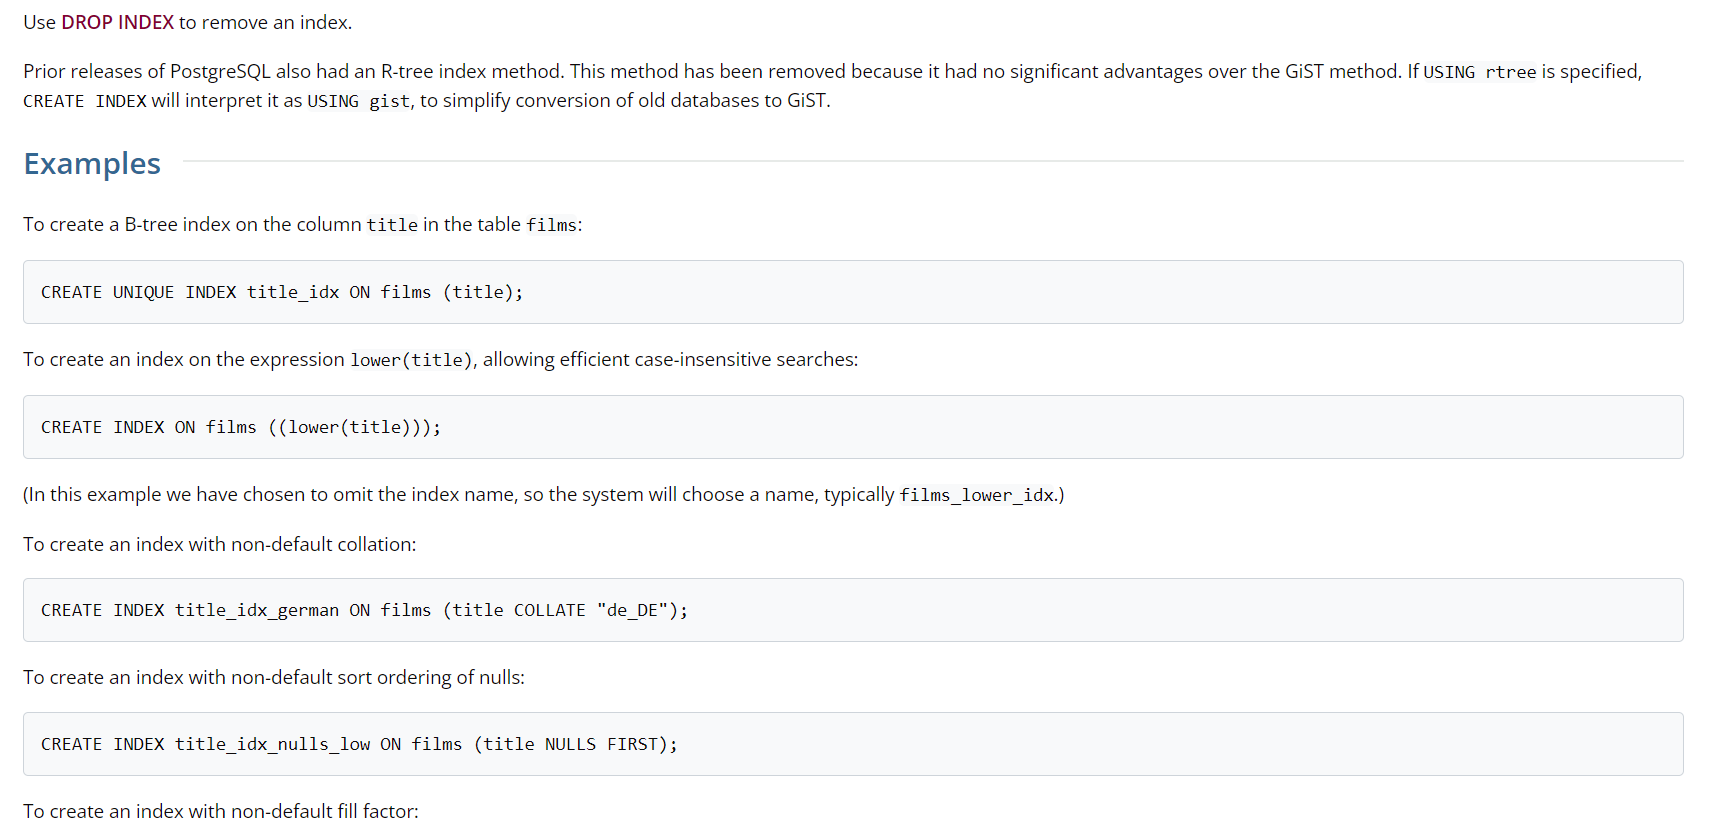 Use DROP INDEX to remove an index.
Prior releases of PostgreSQL also had an R-tree index method. This method has been removed because it had no significant advantages over the GiST method. If USING rtree is specified,
CREATE INDEX will interpret it as USING gist, to simplify conversion of old databases to GiST.
Examples
To create a B-tree index on the column title in the table films:
CREATE UNIQUE INDEX title_idx ON films (title);
To create an index on the expression lower(title), allowing efficient case-insensitive searches:
CREATE INDEX ON films ((lower(title)));
(In this example we have chosen to omit the index name, so the system will choose a name, typically films_lower_idx.)
To create an index with non-default collation:
CREATE INDEX title_idx_german ON films (title COLLATE "de_DE");
To create an index with non-default sort ordering of nulls:
CREATE INDEX title_idx_nulls_low ON films (title NULLS FIRST);
To create an index with non-default fill factor: